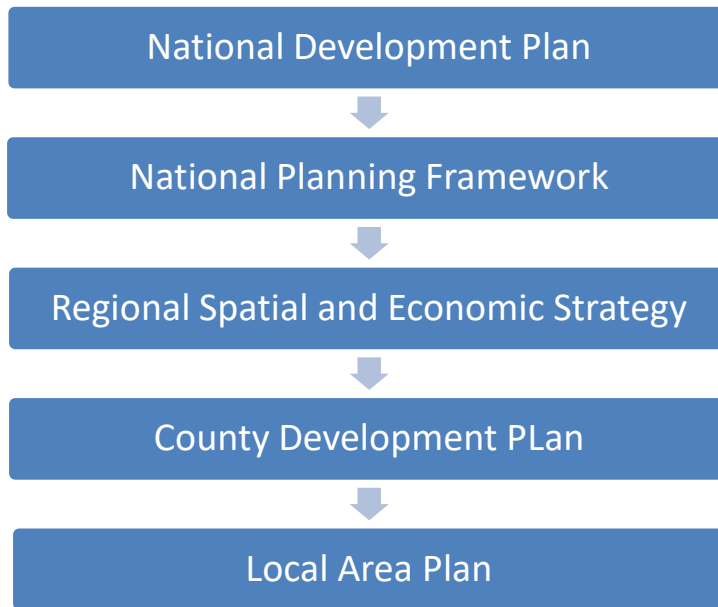 National Development Plan
National Planning Framework
Regional Spatial and Economic Strategy
County Development PLan
Local Area Plan